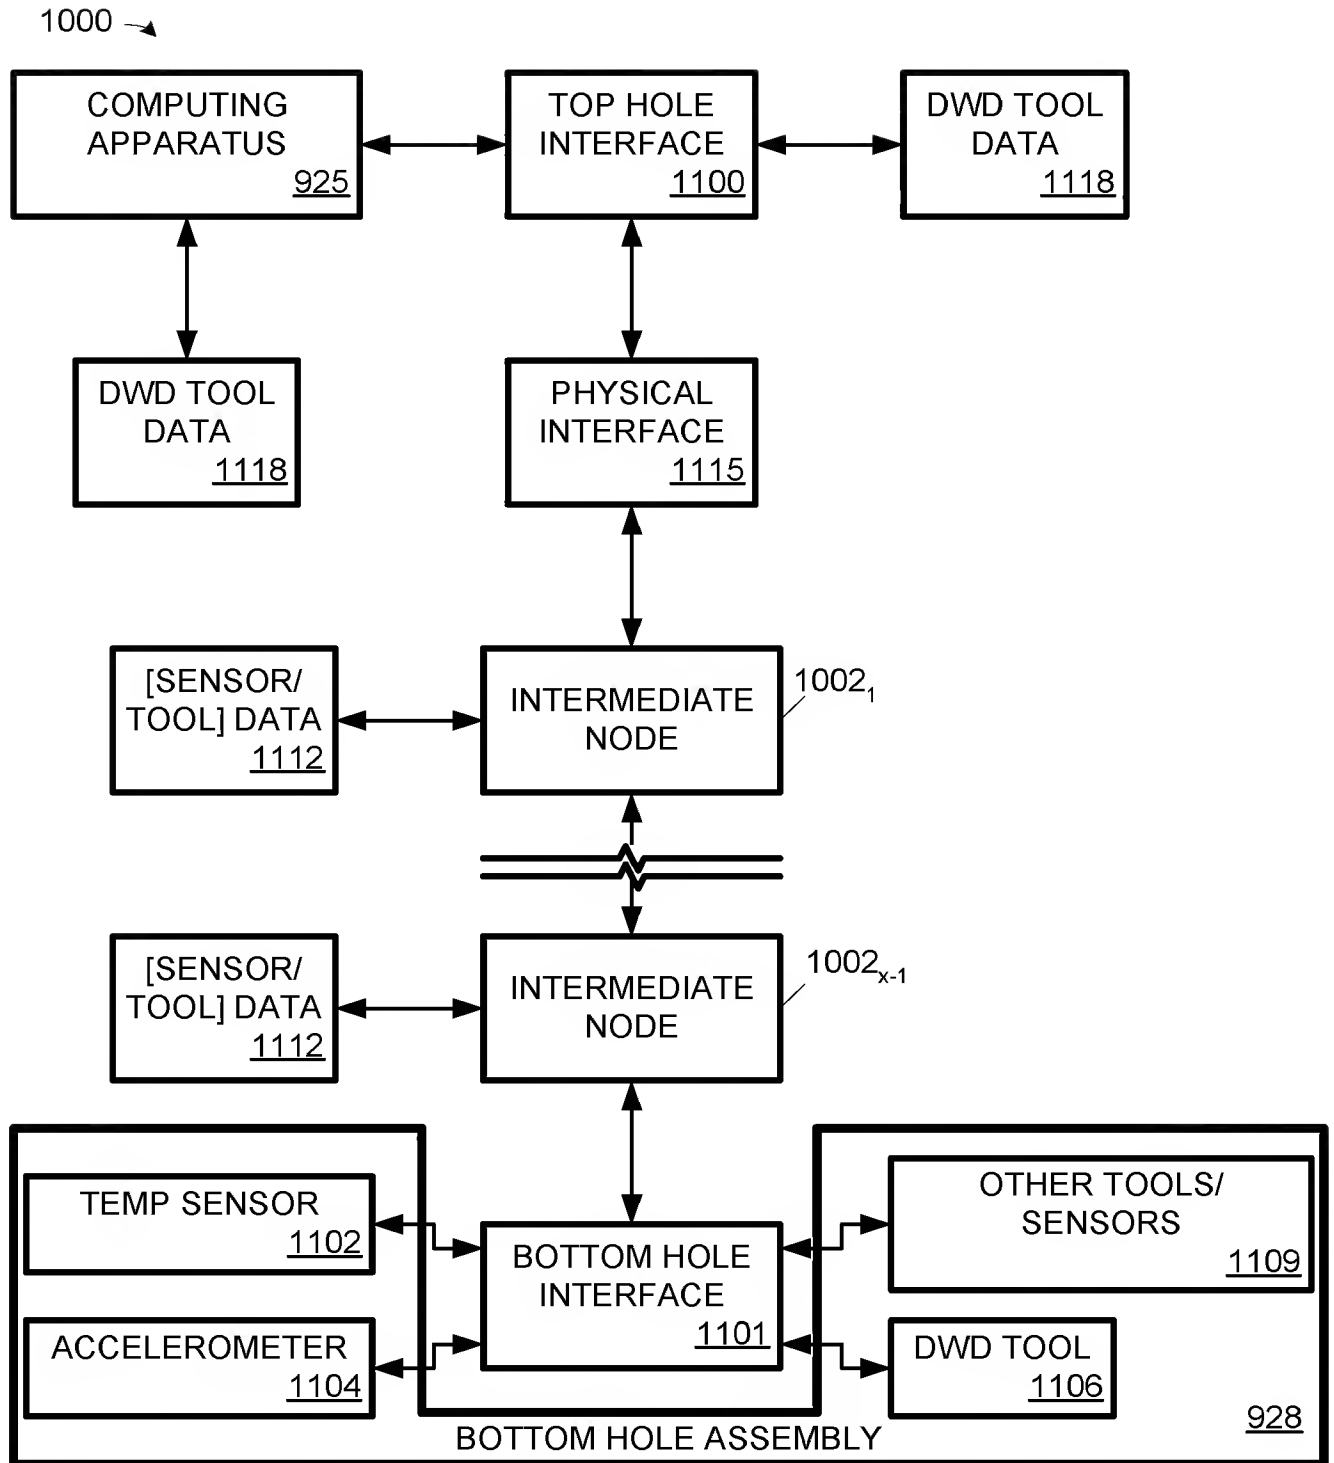 1000
COMPUTING
APPARATUS
925
TOP HOLE
INTERFACE
1100
DWD TOOL
DATA
1118
DWD TOOL
DATA
1118
PHYSICAL
INTERFACE
1115
[SENSOR/
TOOL] DATA
1112
INTERMEDIATE
NODE
1002₁
[SENSOR/
TOOL] DATA
1112
INTERMEDIATE
NODE
1002ₓ₋₁
TEMP SENSOR
1102
ACCELEROMETER
1104
BOTTOM HOLE
INTERFACE
1101
OTHER TOOLS/
SENSORS
1109
DWD TOOL
1106
928
BOTTOM HOLE ASSEMBLY